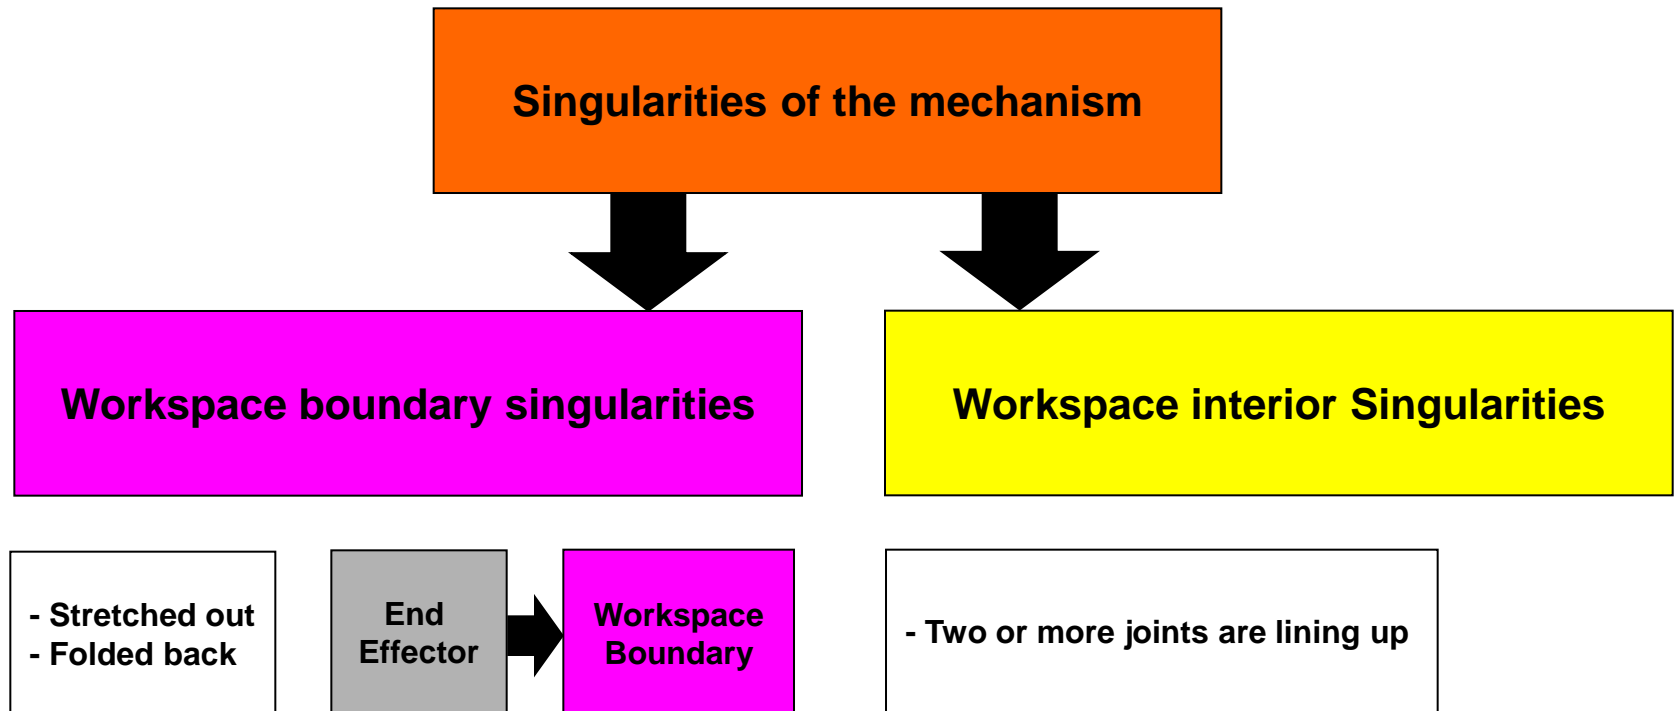 Singularities of the mechanism
Workspace boundary singularities
Workspace interior Singularities
- Stretched out
- Folded back
End
Effector
Workspace
Boundary
- Two or more joints are lining up